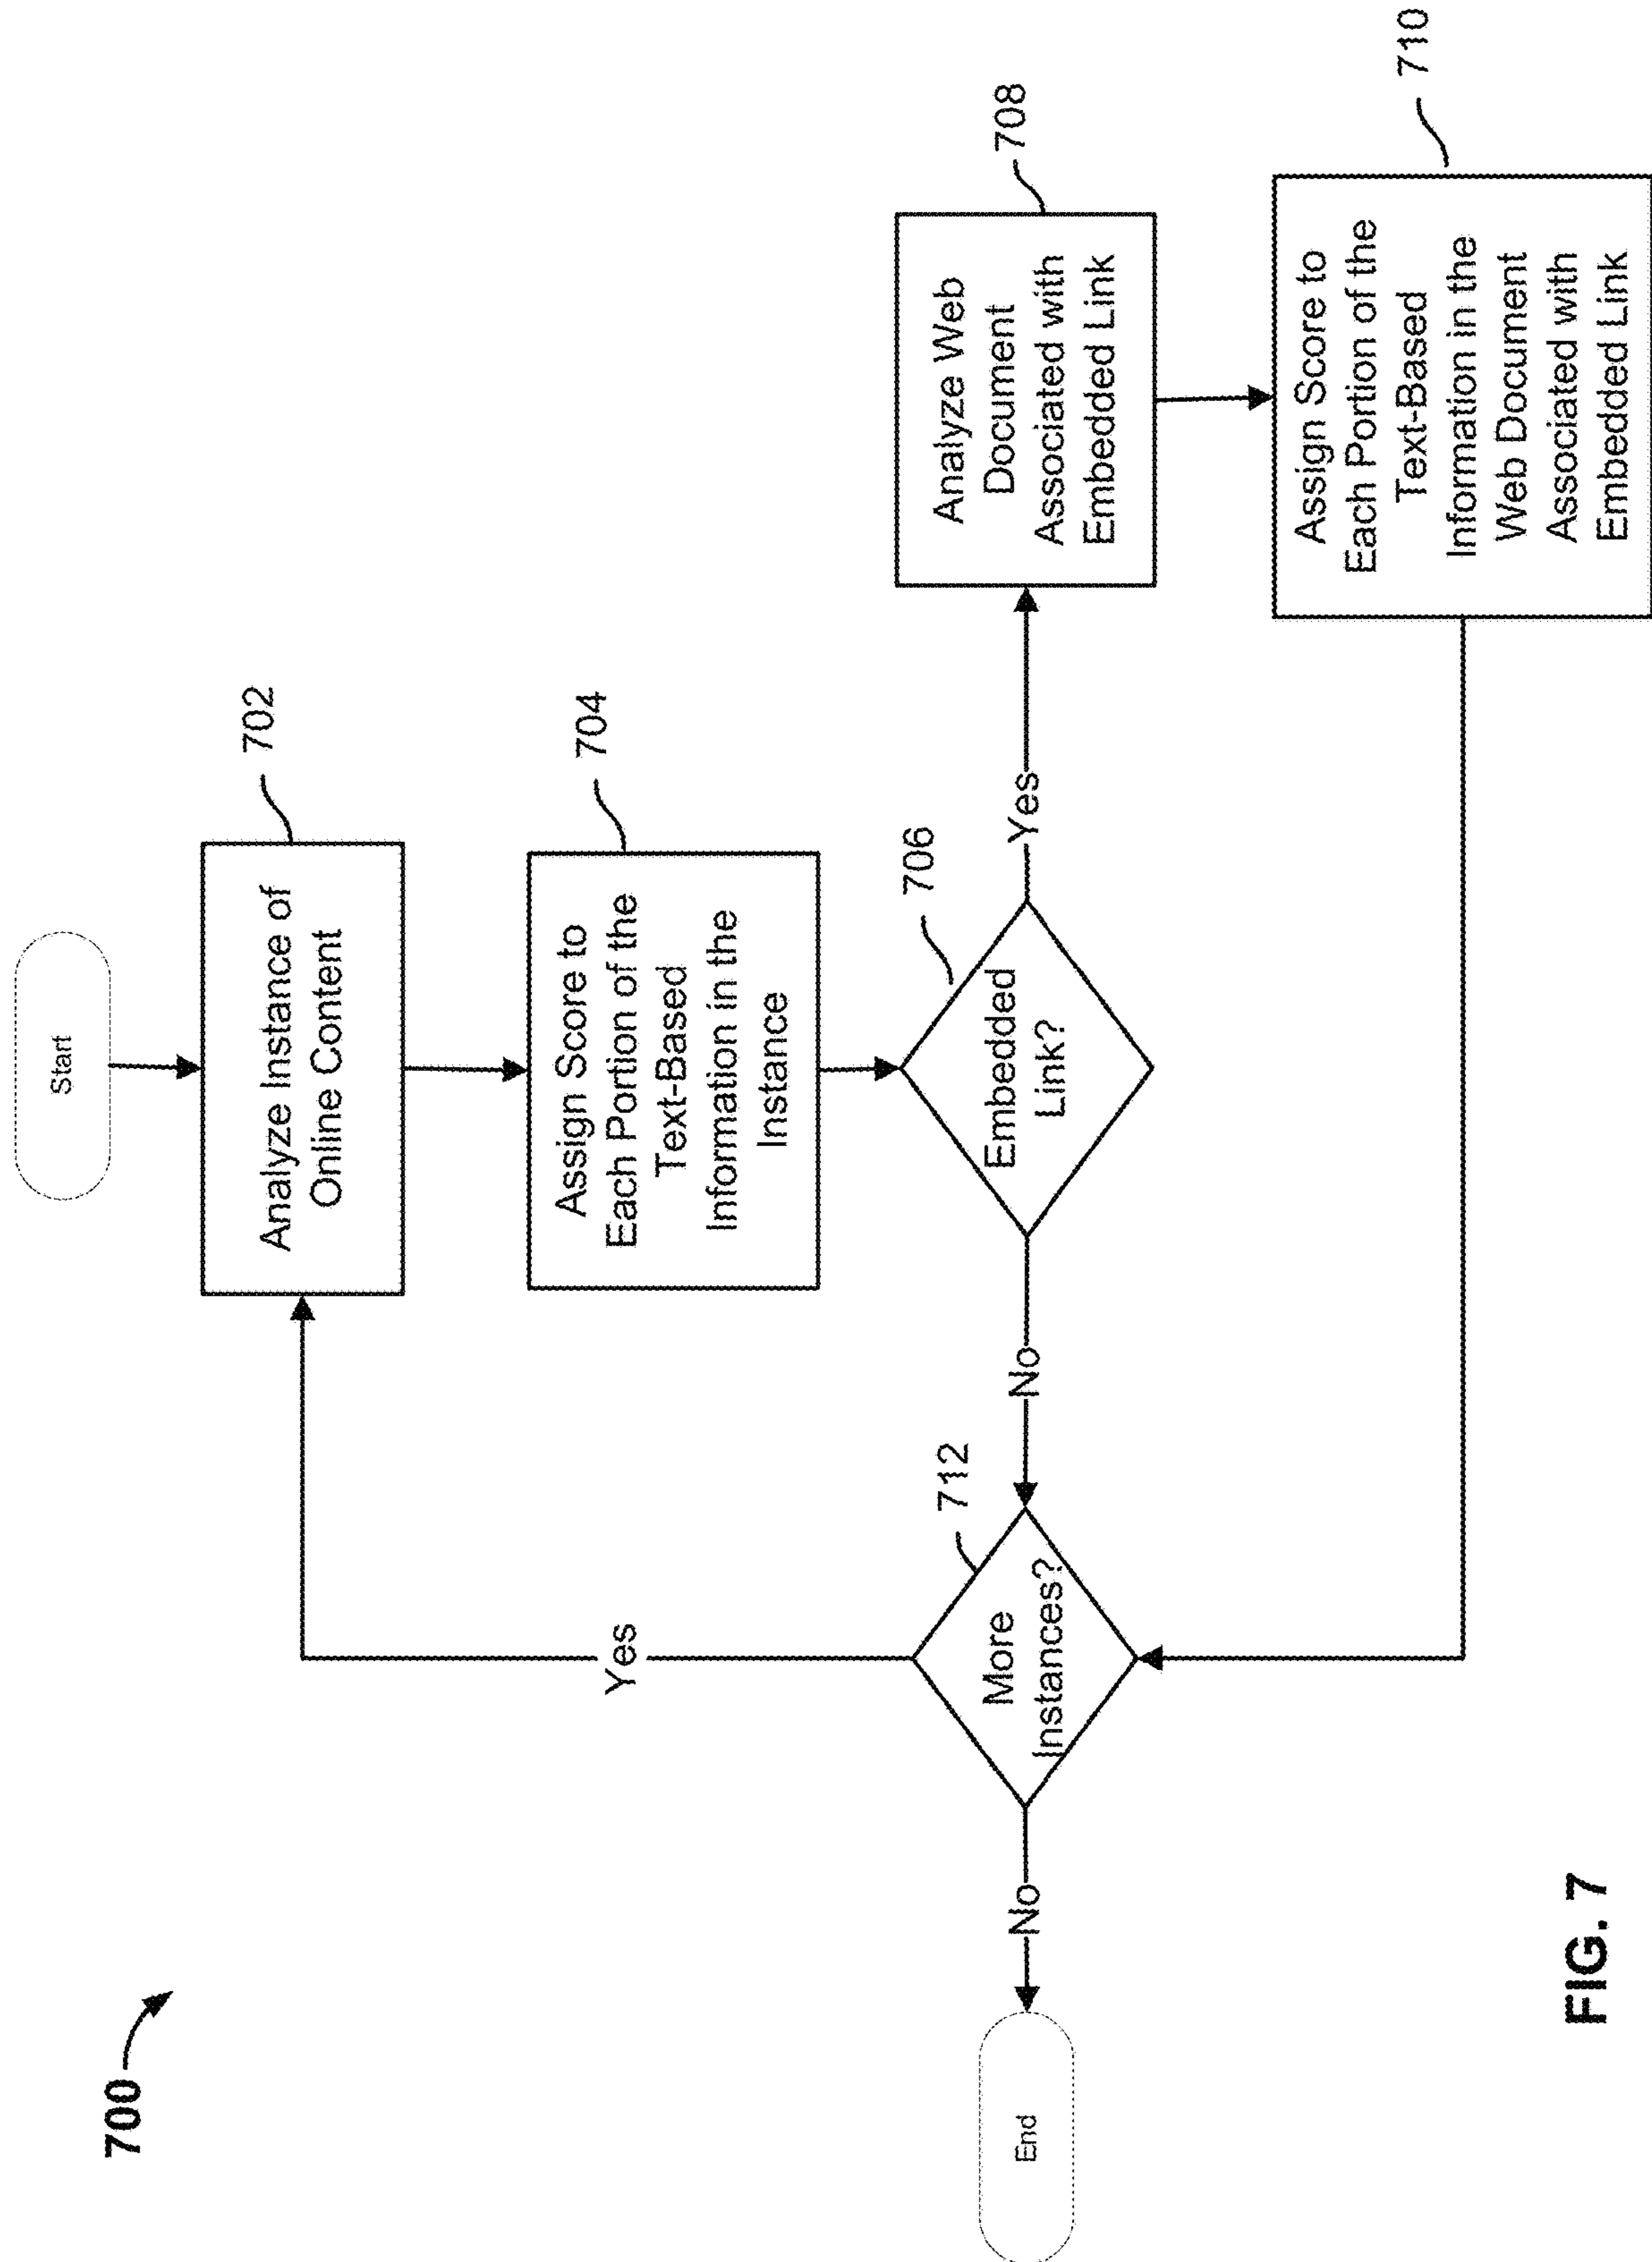 700
Start
Analyze Instance of
Online Content
702
Assign Score to
Each Portion of the
Text-Based
Information in the
Instance
704
Embedded
Link?
706
Yes
Analyze Web
Document
Associated with
Embedded Link
708
Assign Score to
Each Portion of the
Text-Based
Information in the
Web Document
Associated with
Embedded Link
710
No
More
Instances?
712
Yes
No
End
FIG. 7